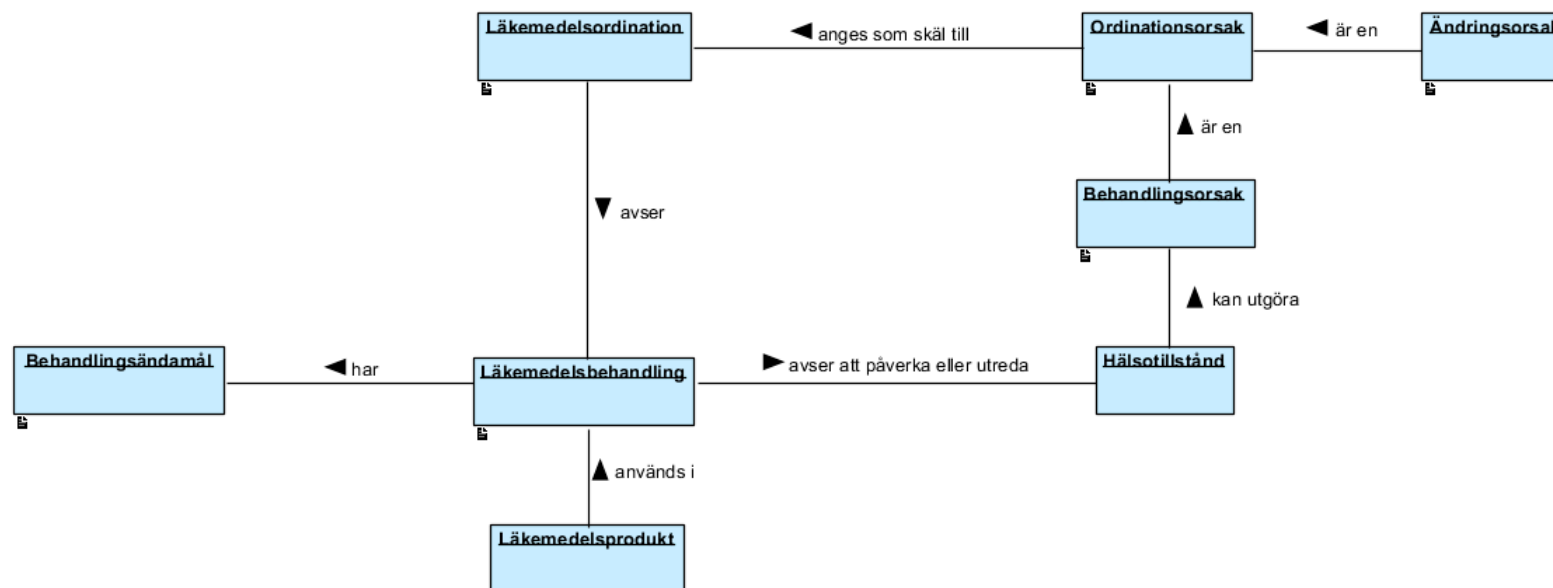 Läkemedelsordination
anges som skäl till
Ordinationsorsak
är en
Ändringsorsak
är en
Behandlingsorsak
avser
kan utgöra
Behandlingsändamål
har
Läkemedelsbehandling
avser att påverka eller utreda
Hälsotillstånd
används i
Läkemedelsprodukt